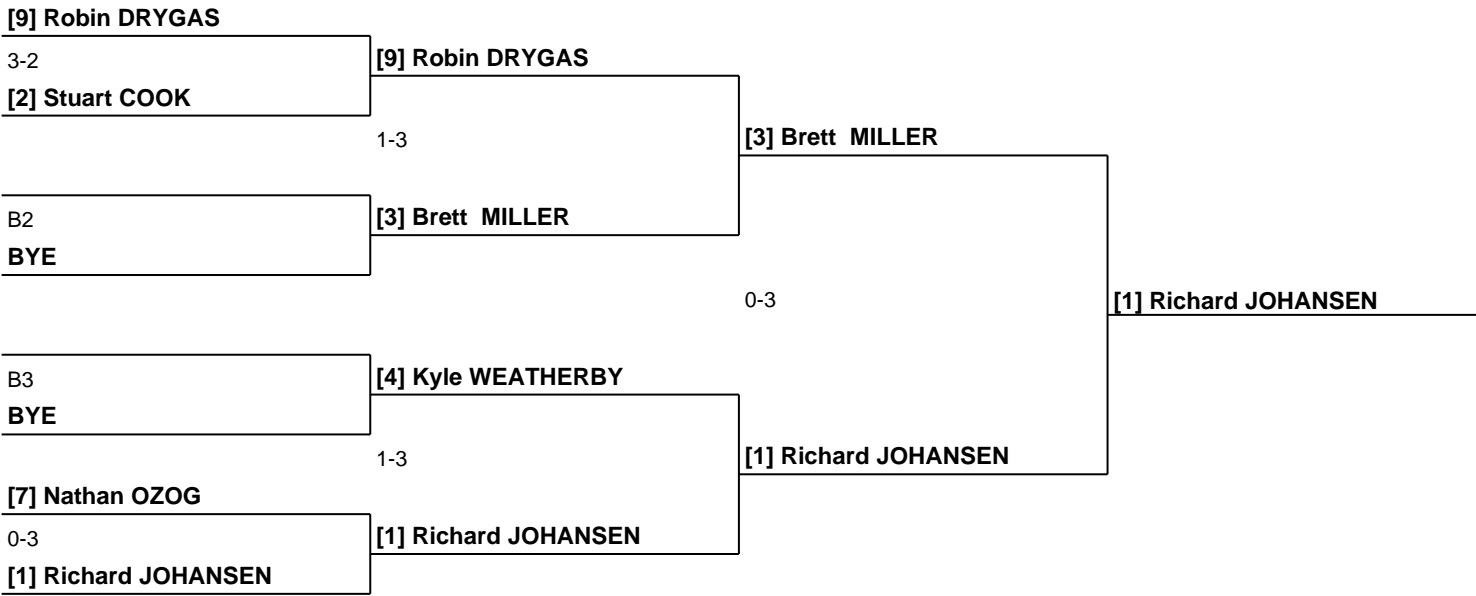 [9] Robin DRYGAS
3-2
[9] Robin DRYGAS
[2] Stuart COOK
1-3
[3] Brett  MILLER
B2
[3] Brett  MILLER
BYE
0-3
[1] Richard JOHANSEN
B3
[4] Kyle WEATHERBY
BYE
1-3
[1] Richard JOHANSEN
[7] Nathan OZOG
0-3
[1] Richard JOHANSEN
[1] Richard JOHANSEN